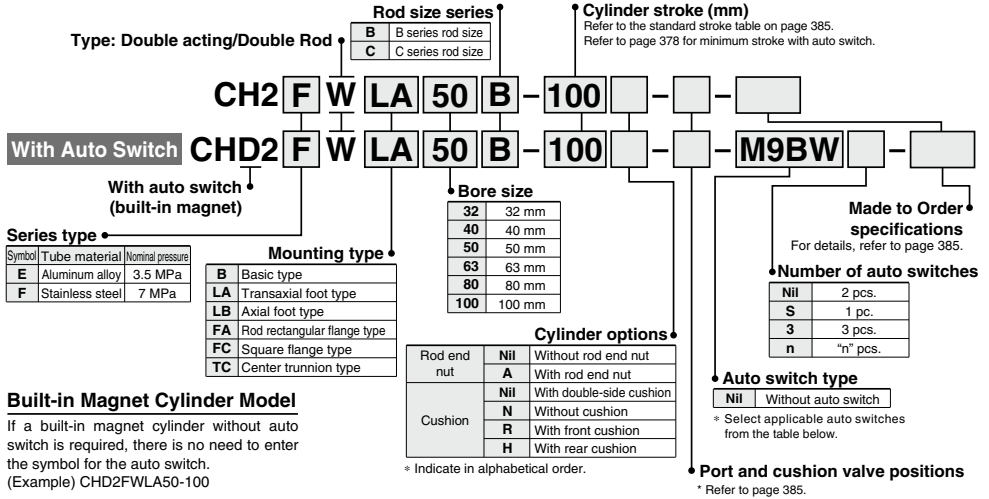 Rod size series
B B series rod size
C C series rod size
Cylinder stroke (mm)
Refer to the standard stroke table on page 385.
Refer to page 378 for minimum stroke with auto switch.
Type: Double acting/Double Rod
CH2 F W LA 50 B – 100 – –
With Auto Switch CHD2 F W LA 50 B – 100 – – M9BW –
With auto switch
(built-in magnet)
Series type
Symbol Tube material Nominal pressure
E Aluminum alloy 3.5 MPa
F Stainless steel 7 MPa
Mounting type
B Basic type
LA Transaxial foot type
LB Axial foot type
FA Rod rectangular flange type
FC Square flange type
TC Center trunnion type
Bore size
32 32 mm
40 40 mm
50 50 mm
63 63 mm
80 80 mm
100 100 mm
Cylinder options
Rod end nut Nil Without rod end nut
A With rod end nut
Cushion Nil With double-side cushion
N Without cushion
R With front cushion
H With rear cushion
* Indicate in alphabetical order.
Made to Order
specifications
For details, refer to page 385.
Number of auto switches
Nil 2 pcs.
S 1 pc.
3 3 pcs.
n "n" pcs.
Auto switch type
Nil Without auto switch
* Select applicable auto switches
from the table below.
Port and cushion valve positions
* Refer to page 385.
Built-in Magnet Cylinder Model
If a built-in magnet cylinder without auto
switch is required, there is no need to enter
the symbol for the auto switch.
(Example) CHD2FWLA50-100